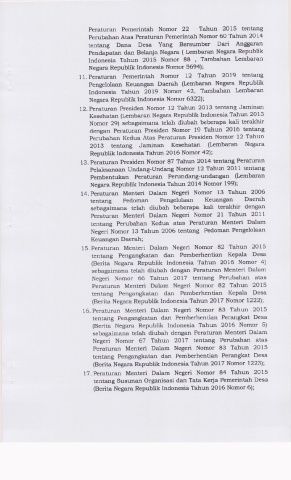 Peraturan Pemerintah Nomor 22 Tahun 2015 tentang
Perubahan Atas Peraturan Pemerintah Nomor 60 Tahun 2014
tentang Dana Desa Yang Bersumber Dari Anggaran
Pendapatan dan Belanja Negara ( Lembaran Negara Republik
Indonesia Tahun 2015 Nomor 88 , Tambahan Lembaran
Negara Republik Indonesia Nomor 5694);
11. Peraturan Pemerintah Nomor 12 Tahun 2019 tentang
Pengelolaan Keuangan Daerah (Lembaran Negara Republik
Indonesia Tahun 2019 Nomor 42, Tambahan Lembaran
Negara Republik Indonesia Nomor 6322);
12. Peraturan Presiden Nomor 12 Tahun 2013 tentang Jaminan
Kesehatan (Lembaran Negara Republik Indonesia Tahun 2013
Nomor 29) sebagaimana telah diubah beberapa kali terakhir
dengan Peraturan Presiden Nomor 19 Tahun 2016 tentang
Perubahan Kedua Atas Peraturan Presiden Nomor 12 Tahun
2013 tentang Jaminan Kesehatan (Lembaran Negara
Republik Indonesia Tahun 2016 Nomor 42;
13. Peraturan Presiden Nomor 87 Tahun 2014 tentang Peraturan
Pelaksanaan Undang-Undang Nomor 12 Tahun 2011 tentang
Pembentukan Peraturan Perundang-undangan (Lembaran
Negara Republik Indonesia Tahun 2014 Nomor 199);
14. Peraturan Menteri Dalam Negeri Nomor 13 Tahun 2006
tentang Pedoman Pengelolaan Keuangan Daerah
sebagaimana telah diubah beberapa kali terakhir dengan
Peraturan Menteri Dalam Negeri Nomor 21 Tahun 2011
tentang Perubahan Kedua atas Peraturan Menteri Dalam
Negeri Nomor 13 Tahun 2006 tentang Pedoman Pengelolaan
Keuangan Daerah;
15. Peraturan Menteri Dalam Negeri Nomor 82 Tahun 2015
tentang Pengangkatan dan Pemberhentian Kepala Desa
(Berita Negara Republik Indonesia Tahun 2016 Nomor 4)
sebagaimana telah diubah dengan Peraturan Menteri Dalam
Negeri Nomor 66 Tahun 2017 tentang Perubahan atas
Peraturan Menteri Dalam Negeri Nomor 82 Tahun 2015
tentang Pengangkatan dan Pemberhentian Kepala Desa
(Berita Negara Republik Indonesia Tahun 2017 Nomor 1222);
16. Peraturan Menteri Dalam Negeri Nomor 83 Tahun 2015
tentang Pengangkatan dan Pemberhentian Perangkat Desa
(Berita Negara Republik Indonesia Tahun 2016 Nomor 5)
sebagaimana telah diubah dengan Peraturan Menteri Dalam
Negeri Nomor 67 Tahun 2017 tentang Perubahan atas
Peraturan Menteri Dalam Negeri Nomor 83 Tahun 2015
tentang Pengangkatan dan Pemberhentian Perangkat Desa
(Berita Negara Republik Indonesia Tahun 2017 Nomor 1223);
17. Peraturan Menteri Dalam Negeri Nomor 84 Tahun 2015
tentang Susunan Organisasi dan Tata Kerja Pemerintah Desa
(Berita Negara Republik Indonesia Tahun 2016 Nomor 6);